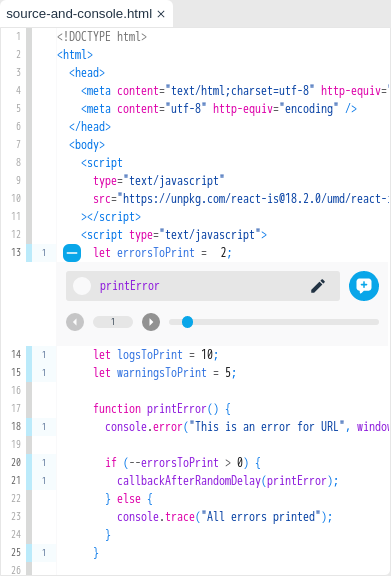 source-and-console.html ×
1 <!DOCTYPE html>
2 <html>
3 <head>
4 <meta content="text/html;charset=utf-8" http-equiv=
5 <meta content="utf-8" http-equiv="encoding" />
6 </head>
7 <body>
8 <script
9 type="text/javascript"
10 src="https://unpkg.com/react-is@18.2.0/umd/react-
11 ></script>
12 <script type="text/javascript">
13 1 let errorsToPrint = 2;
printError
1
14 1 let logsToPrint = 10;
15 1 let warningsToPrint = 5;
16
17 function printError() {
18 1 console.error("This is an error for URL", window
19
20 1 if (--errorsToPrint > 0) {
21 1 callbackAfterRandomDelay(printError);
22 } else {
23 console.trace("All errors printed");
24 }
25 1 }
26